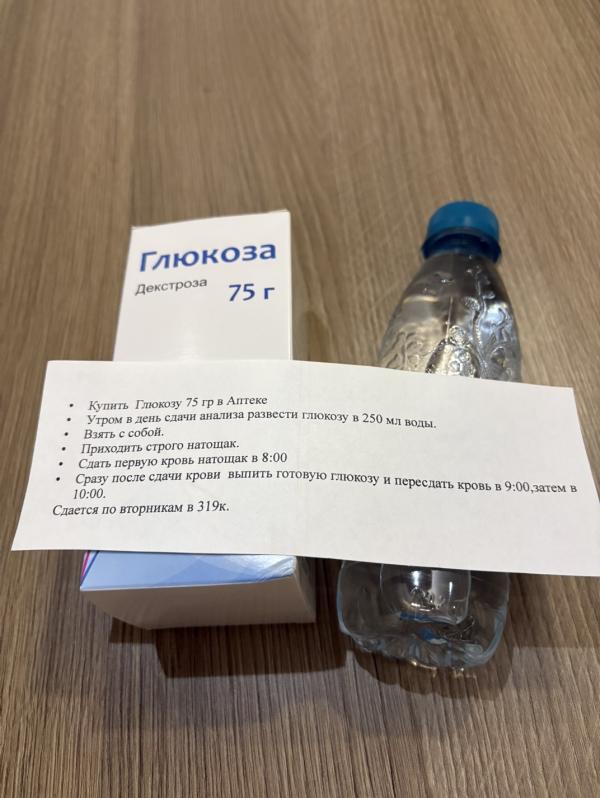 Глюкоза
Декстроза
75 г
• Купить Глюкозу 75 гр в Аптеке
• Утром в день сдачи анализа развести глюкозу в 250 мл воды.
• Взять с собой.
• Приходить строго натощак.
• Сдать первую кровь натощак в 8:00
• Сразу после сдачи крови выпить готовую глюкозу и пересдать кровь в 9:00,затем в
10:00.
Сдается по вторникам в 319к.